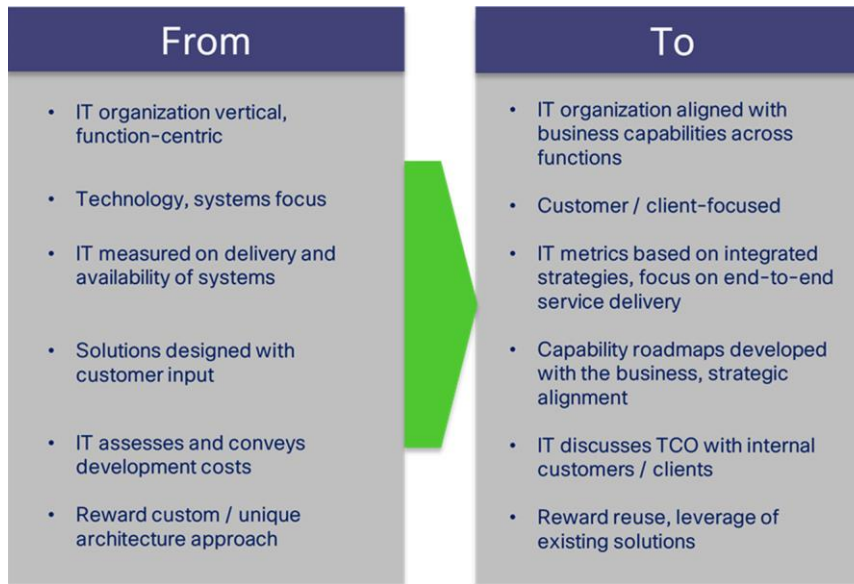 From
• IT organization vertical,
function-centric
• Technology, systems focus
• IT measured on delivery and
availability of systems
• Solutions designed with
customer input
• IT assesses and conveys
development costs
• Reward custom / unique
architecture approach
To
• IT organization aligned with
business capabilities across
functions
• Customer / client-focused
• IT metrics based on integrated
strategies, focus on end-to-end
service delivery
• Capability roadmaps developed
with the business, strategic
alignment
• IT discusses TCO with internal
customers / clients
• Reward reuse, leverage of
existing solutions